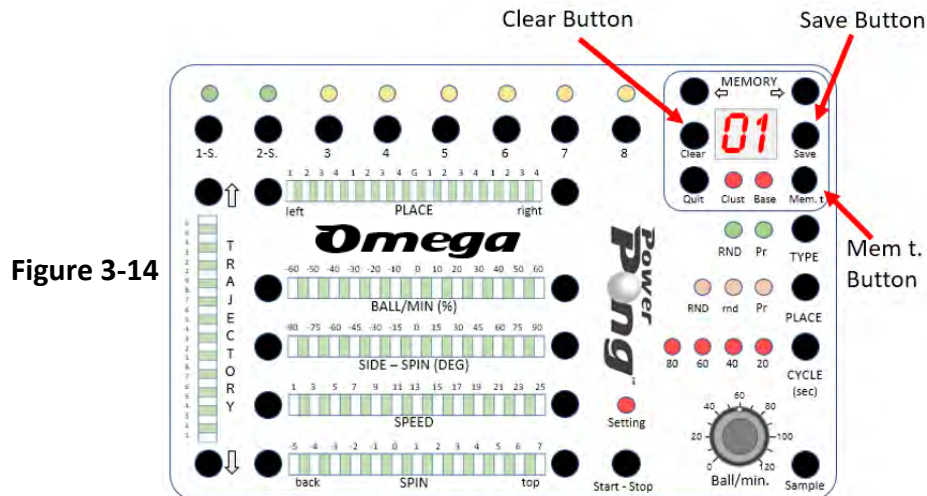 Clear Button
Save Button
MEMORY
01
Clear
Save
Quit
Clust
Base
Mem. t
1-S.
2-S.
3
4
5
6
7
8
1 2 3 4 1 2 3 4 G 1 2 3 4 1 2 3 4
left
PLACE
right
RND
Pr
TYPE
Mem t.
Button
Figure 3-14
Omega
Power Pong™
TRAJECTORY
-60 -50 -40 -30 -20 -10 0 10 20 30 40 50 60
BALL/MIN (%)
RND
rnd
Pr
PLACE
-90 -75 -60 -45 -30 -15 0 15 30 45 60 75 90
SIDE – SPIN (DEG)
80
60
40
20
CYCLE
(sec)
1 3 5 7 9 11 13 15 17 19 21 23 25
SPEED
Setting
0 20 40 60 80 100 120
Ball/min.
-5 -4 -3 -2 -1 0 1 2 3 4 5 6 7
back
SPIN
top
Start - Stop
Sample